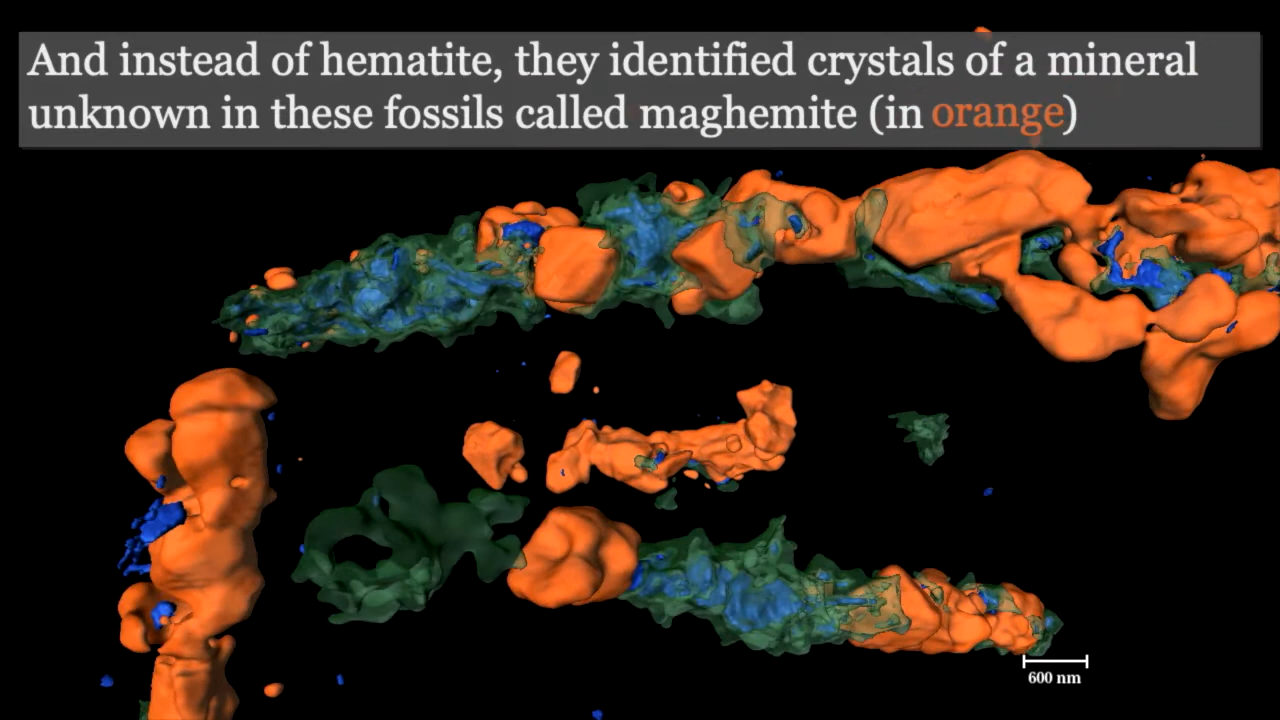 And instead of hematite, they identified crystals of a mineral
unknown in these fossils called maghemite (in orange)
600 nm